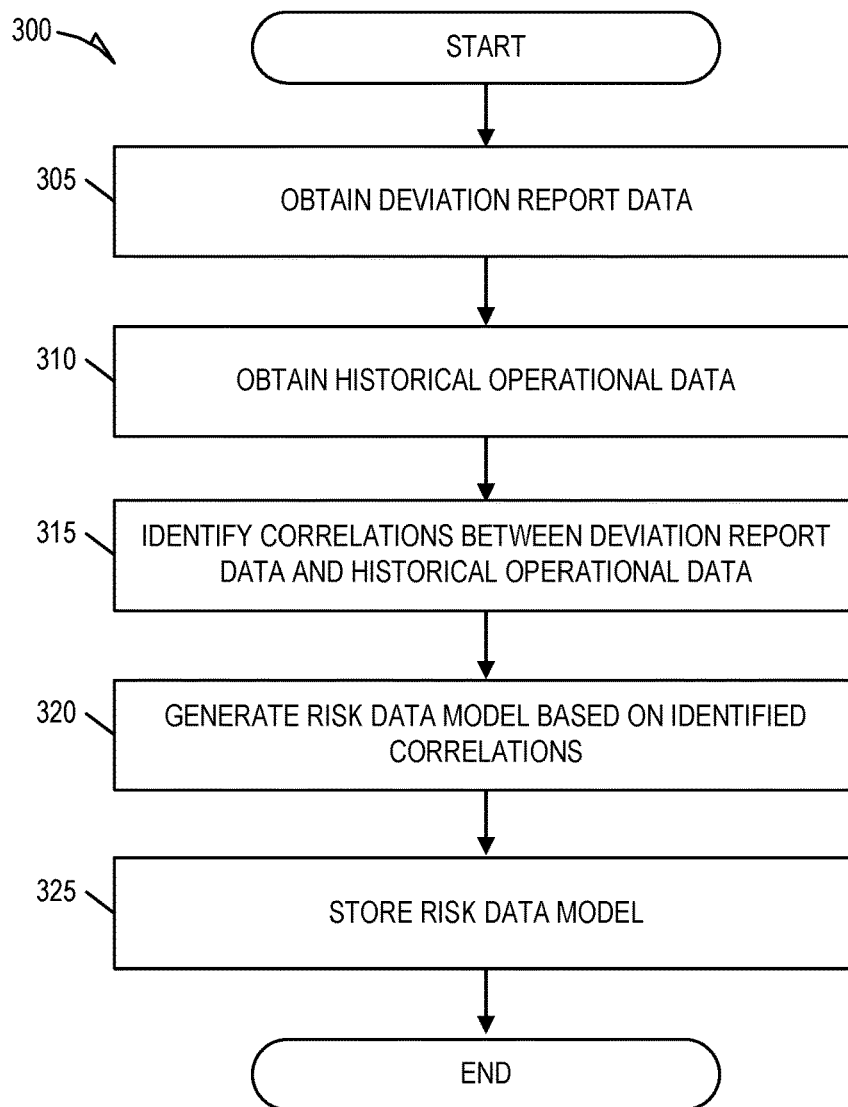 300
START
305
OBTAIN DEVIATION REPORT DATA
310
OBTAIN HISTORICAL OPERATIONAL DATA
315
IDENTIFY CORRELATIONS BETWEEN DEVIATION REPORT
DATA AND HISTORICAL OPERATIONAL DATA
320
GENERATE RISK DATA MODEL BASED ON IDENTIFIED
CORRELATIONS
325
STORE RISK DATA MODEL
END